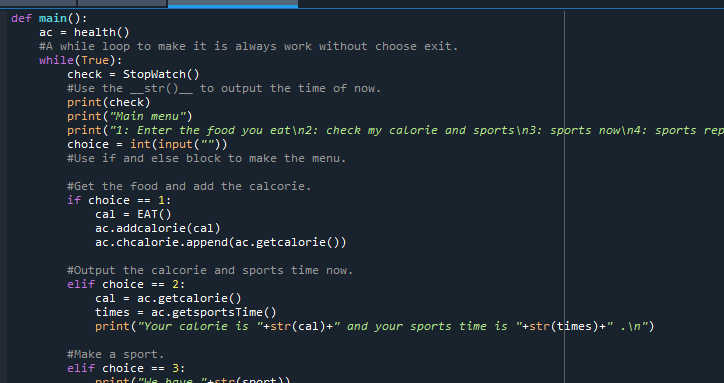 def main():
ac = health()
#A while loop to make it is always work without choose exit.
while(True):
check = StopWatch()
#Use the __str()__ to output the time of now.
print(check)
print("Main menu")
print("1: Enter the food you eat\n2: check my calorie and sports\n3: sports now\n4: sports rep
choice = int(input(""))
#Use if and else block to make the menu.
#Get the food and add the calcorie.
if choice == 1:
cal = EAT()
ac.addcalorie(cal)
ac.chcalorie.append(ac.getcalorie())
#Output the calcorie and sports time now.
elif choice == 2:
cal = ac.getcalorie()
times = ac.getsportsTime()
print("Your calorie is "+str(cal)+" and your sports time is "+str(times)+" .\n")
#Make a sport.
elif choice == 3:
print("We have "+str(sport))